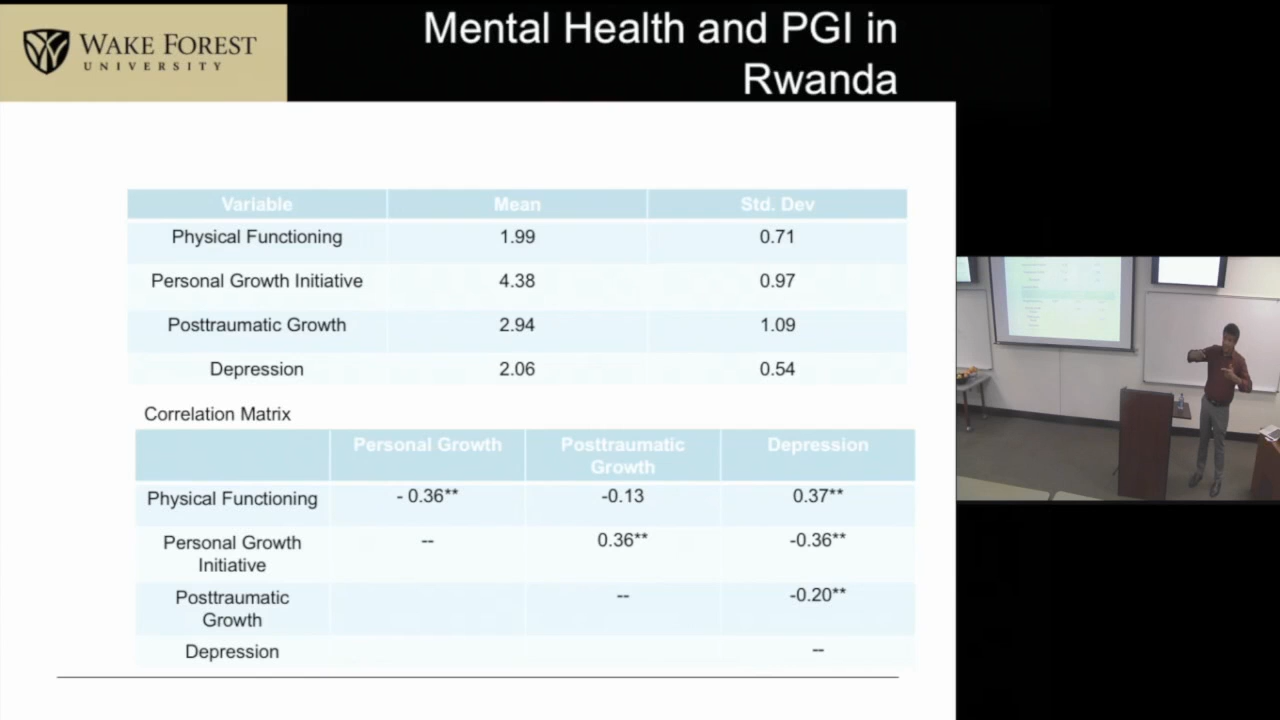 WAKE FOREST
UNIVERSITY
Mental Health and PGI in
Rwanda
Variable Mean Std. Dev
Physical Functioning 1.99 0.71
Personal Growth Initiative 4.38 0.97
Posttraumatic Growth 2.94 1.09
Depression 2.06 0.54
Correlation Matrix
Personal Growth Posttraumatic Growth Depression
Physical Functioning - 0.36** -0.13 0.37**
Personal Growth Initiative -- 0.36** -0.36**
Posttraumatic Growth -- -0.20**
Depression --